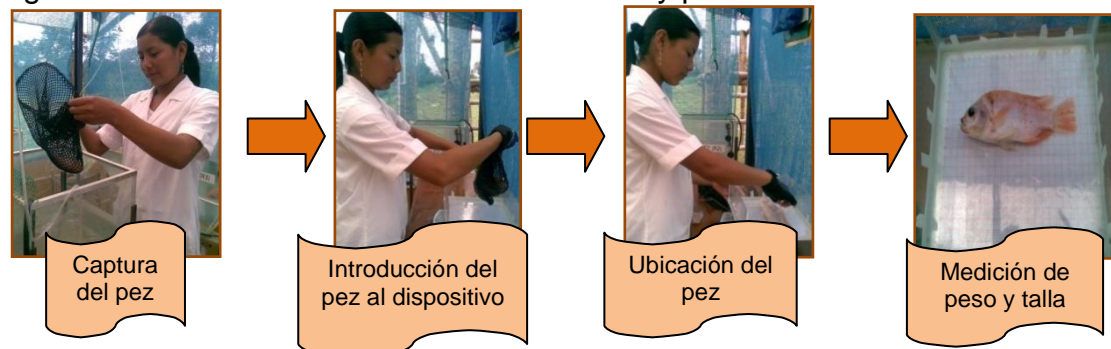 Captura
del pez
Introducción del
pez al dispositivo
Ubicación del
pez
Medición de
peso y talla